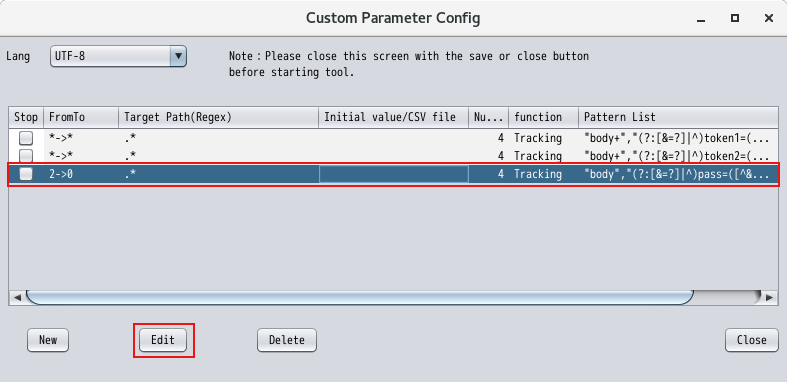 Custom Parameter Config
Lang UTF-8 Note：Please close this screen with the save or close button
before starting tool.
Stop FromTo Target Path(Regex) Initial value/CSV file Nu... function Pattern List
*->* .* 4 Tracking "body+","(?:[&=?]|^)token1=(...
*->* .* 4 Tracking "body+","(?:[&=?]|^)token2=(...
2->0 .* 4 Tracking "body","(?:[&=?]|^)pass=([^&...
New Edit Delete Close